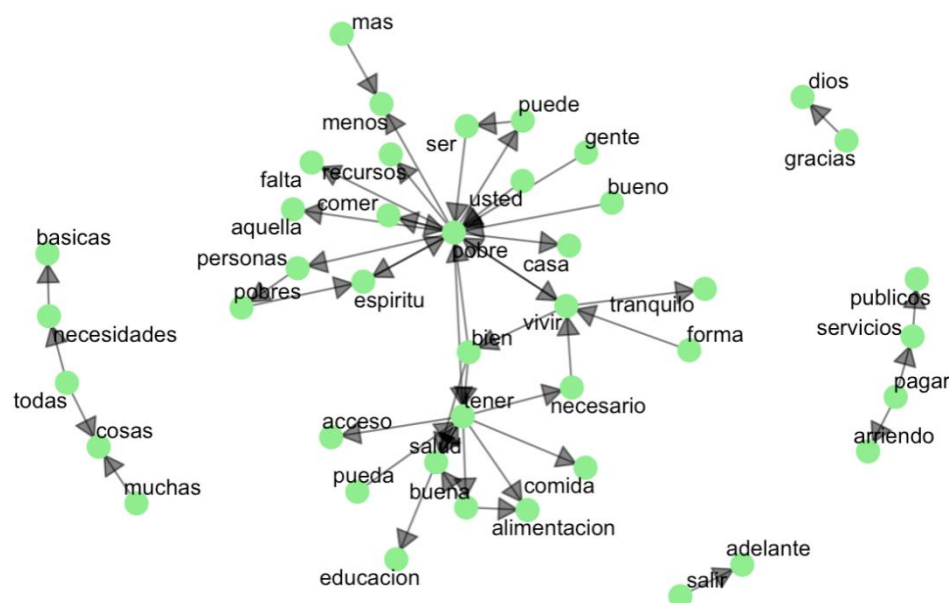 mas
dios
menos
puede
ser
gente
gracias
falta
recursos
usted
bueno
aquella
comer
basicas
pobre
casa
personas
pobres
espiritu
publicos
tranquilo
necesidades
vivir
servicios
bien
forma
todas
pagar
tener
necesario
acceso
cosas
arriendo
salud
pueda
comida
muchas
buena
alimentacion
adelante
educacion
salir